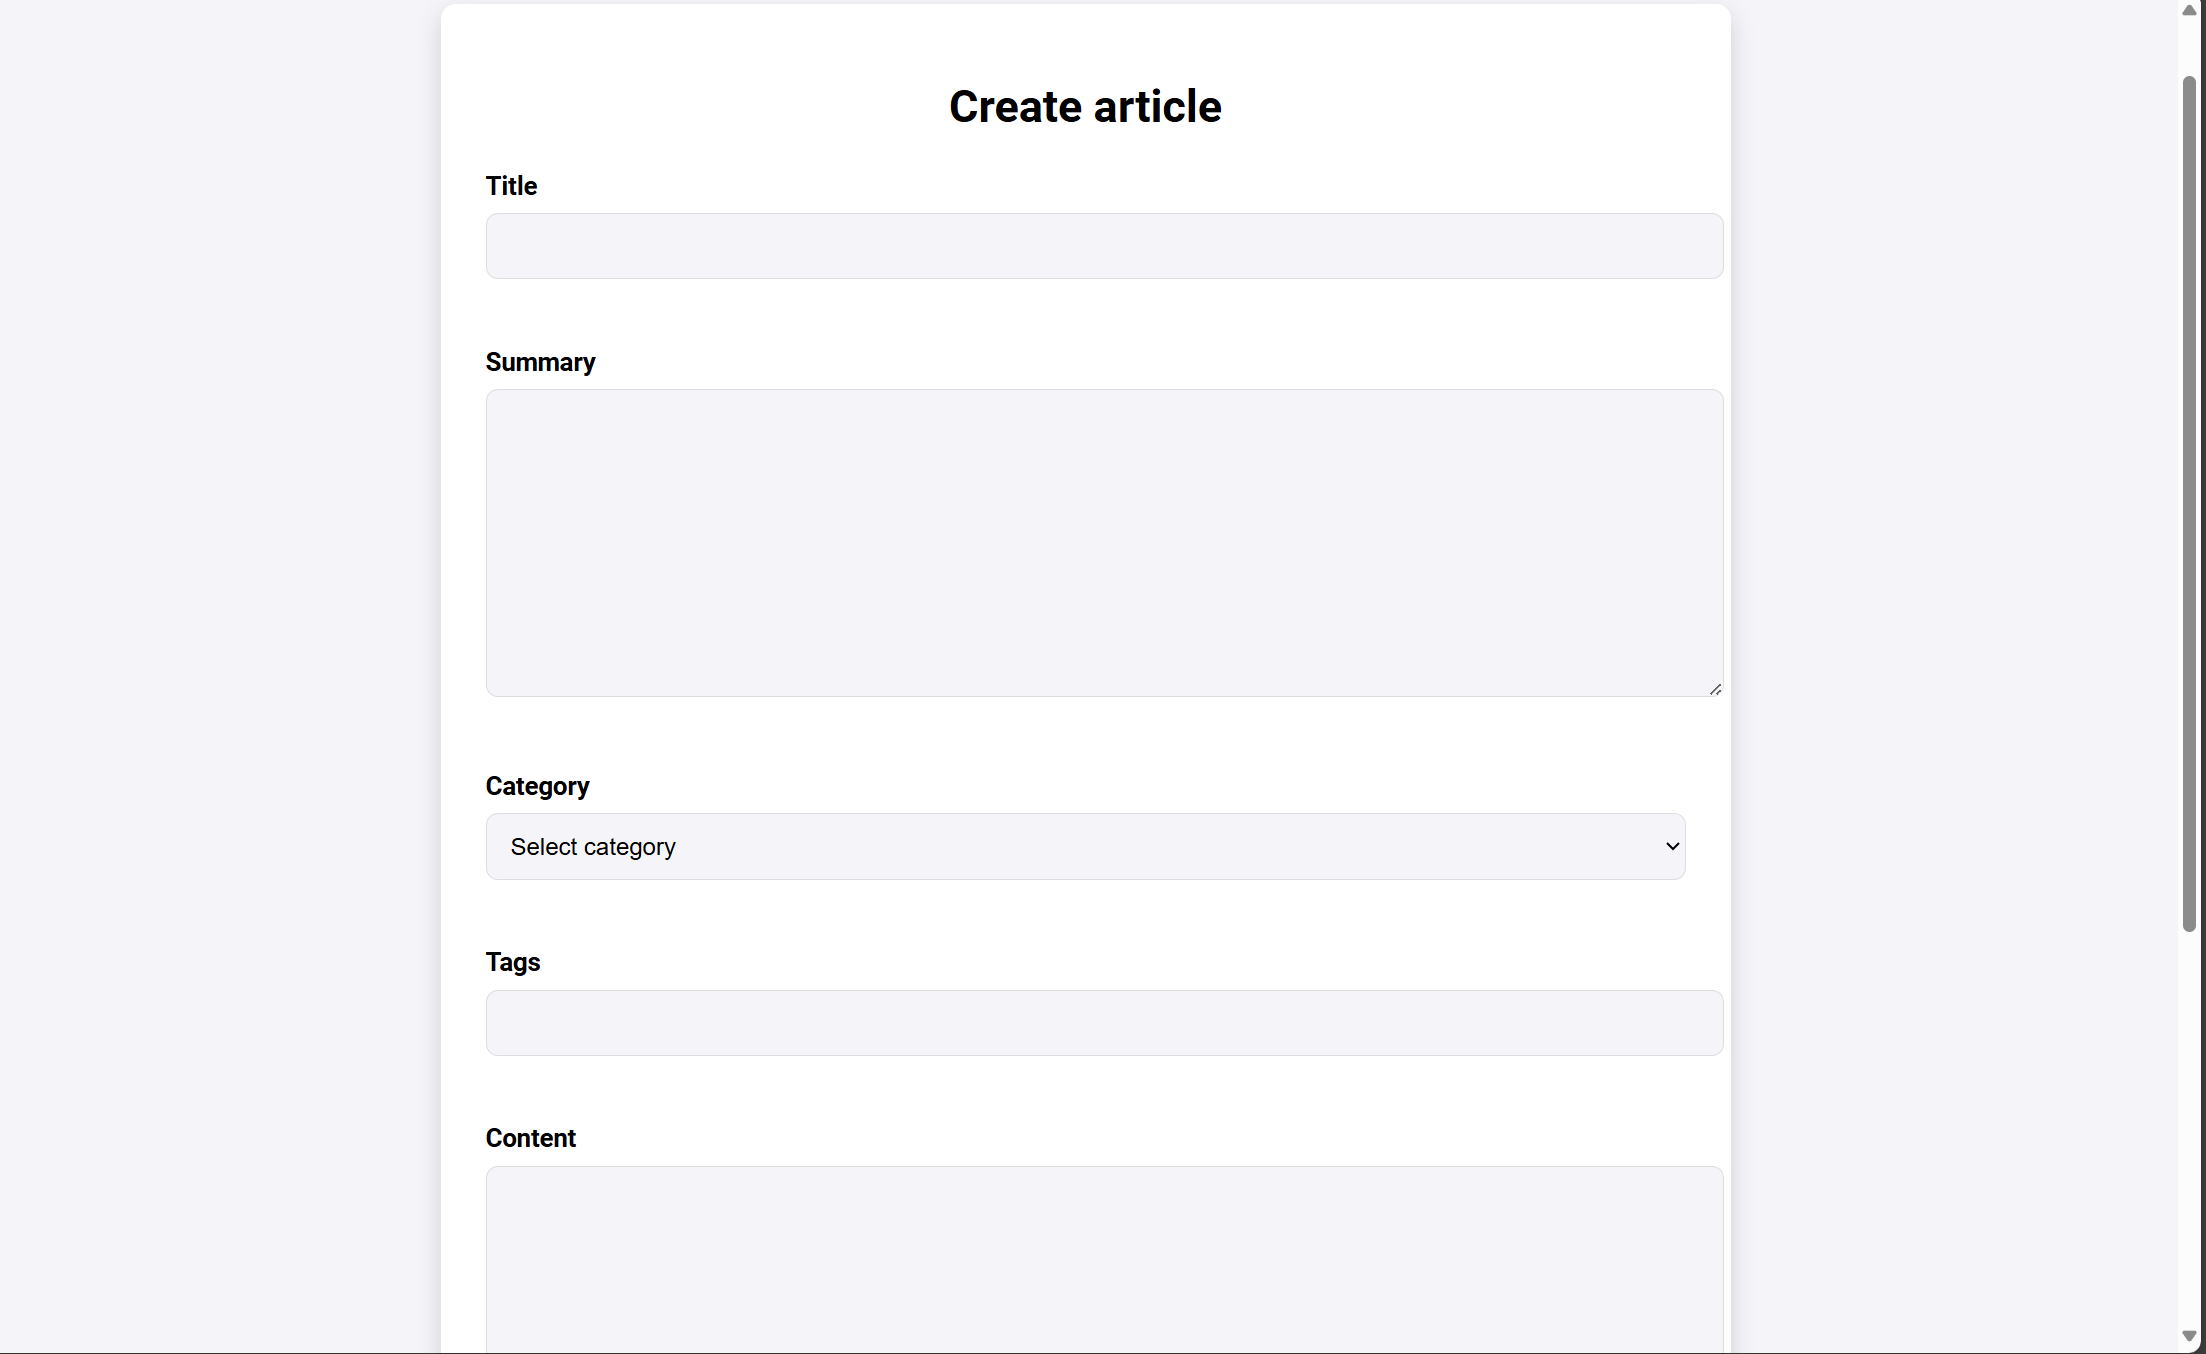 Create article
Title
Summary
Category
Select category
Tags
Content